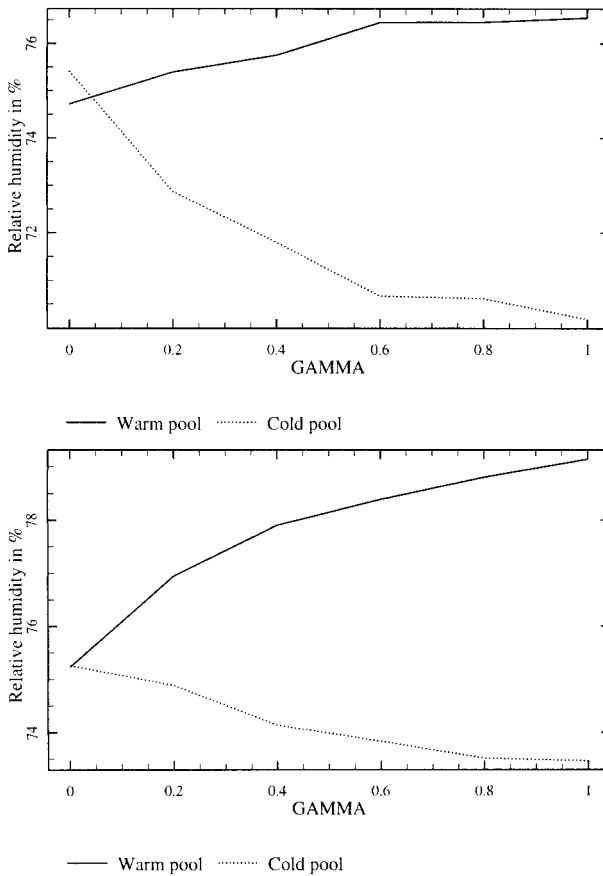 76
74
72
Relative humidity in %
0 0.2 0.4 0.6 0.8 1
GAMMA
Warm pool Cold pool
78
76
74
Relative humidity in %
0 0.2 0.4 0.6 0.8 1
GAMMA
Warm pool Cold pool